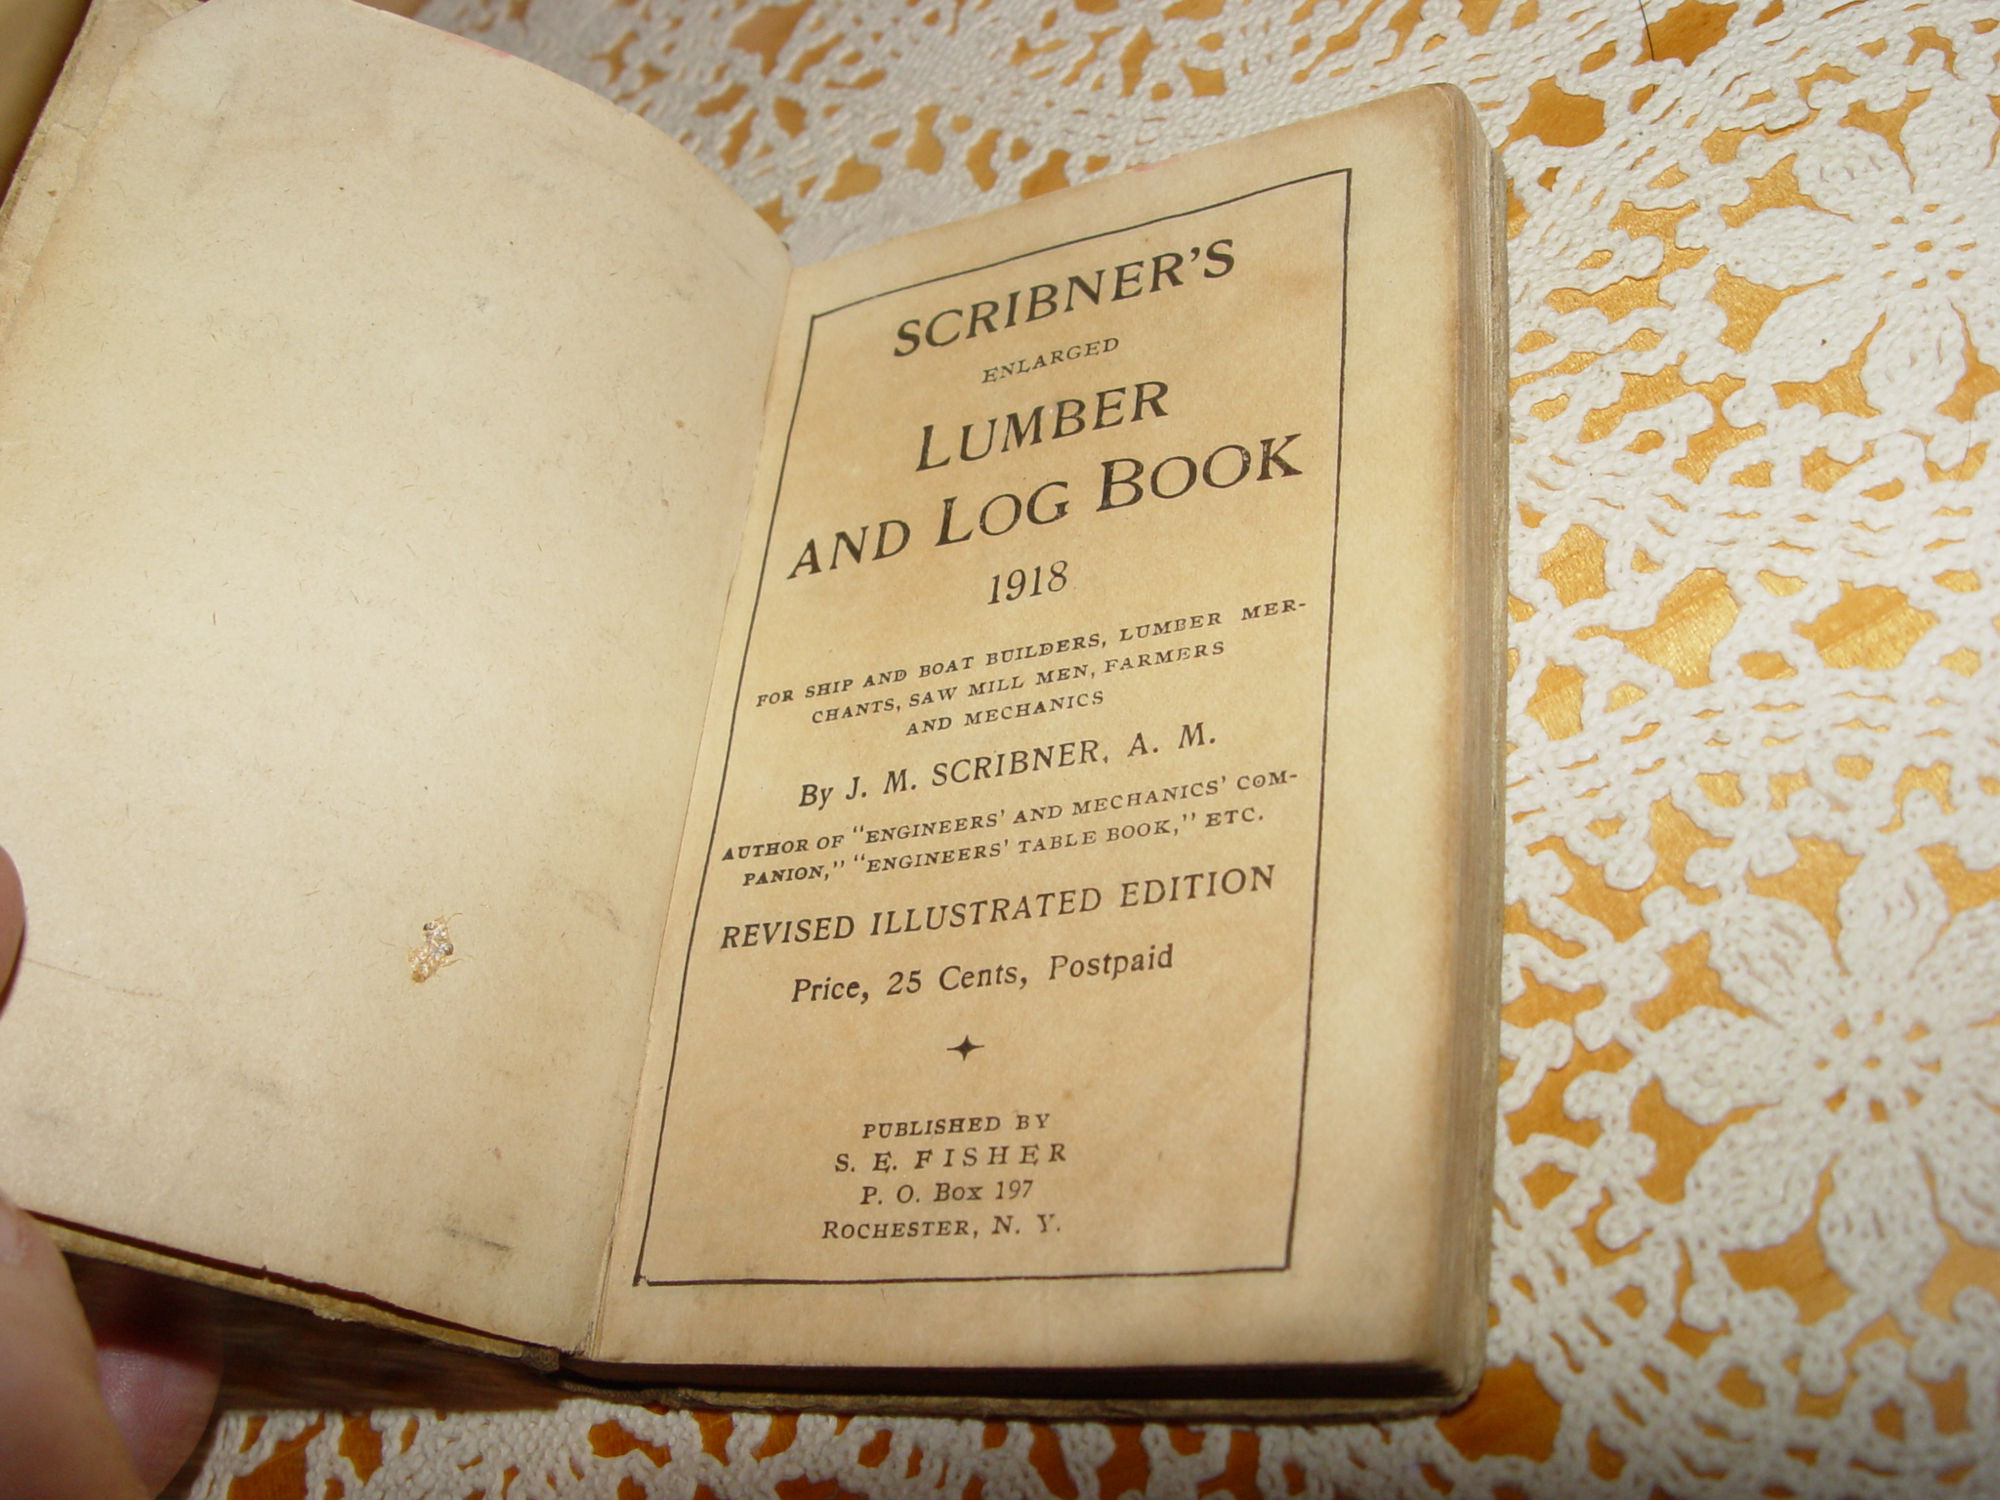 SCRIBNER'S
ENLARGED
LUMBER
AND LOG BOOK
1918
FOR SHIP AND BOAT BUILDERS, LUMBER MER-
CHANTS, SAW MILL MEN, FARMERS
AND MECHANICS
By J. M. SCRIBNER, A. M.
AUTHOR OF "ENGINEERS' AND MECHANICS' COM-
PANION," "ENGINEERS' TABLE BOOK," ETC.
REVISED ILLUSTRATED EDITION
Price, 25 Cents, Postpaid
PUBLISHED BY
S. E. FISHER
P. O. Box 197
ROCHESTER, N. Y.